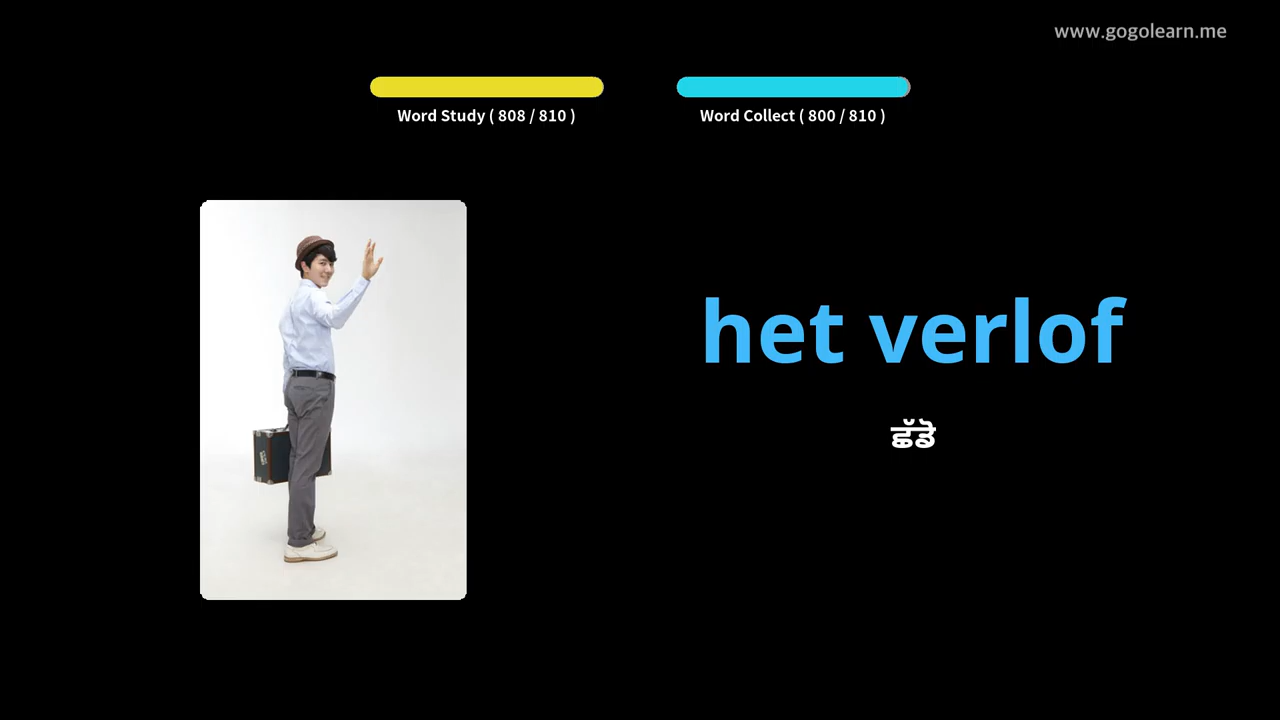 www.gogolearn.me
Word Study ( 808 / 810 )
Word Collect ( 800 / 810 )
het verlof
ਛੱਡੋ